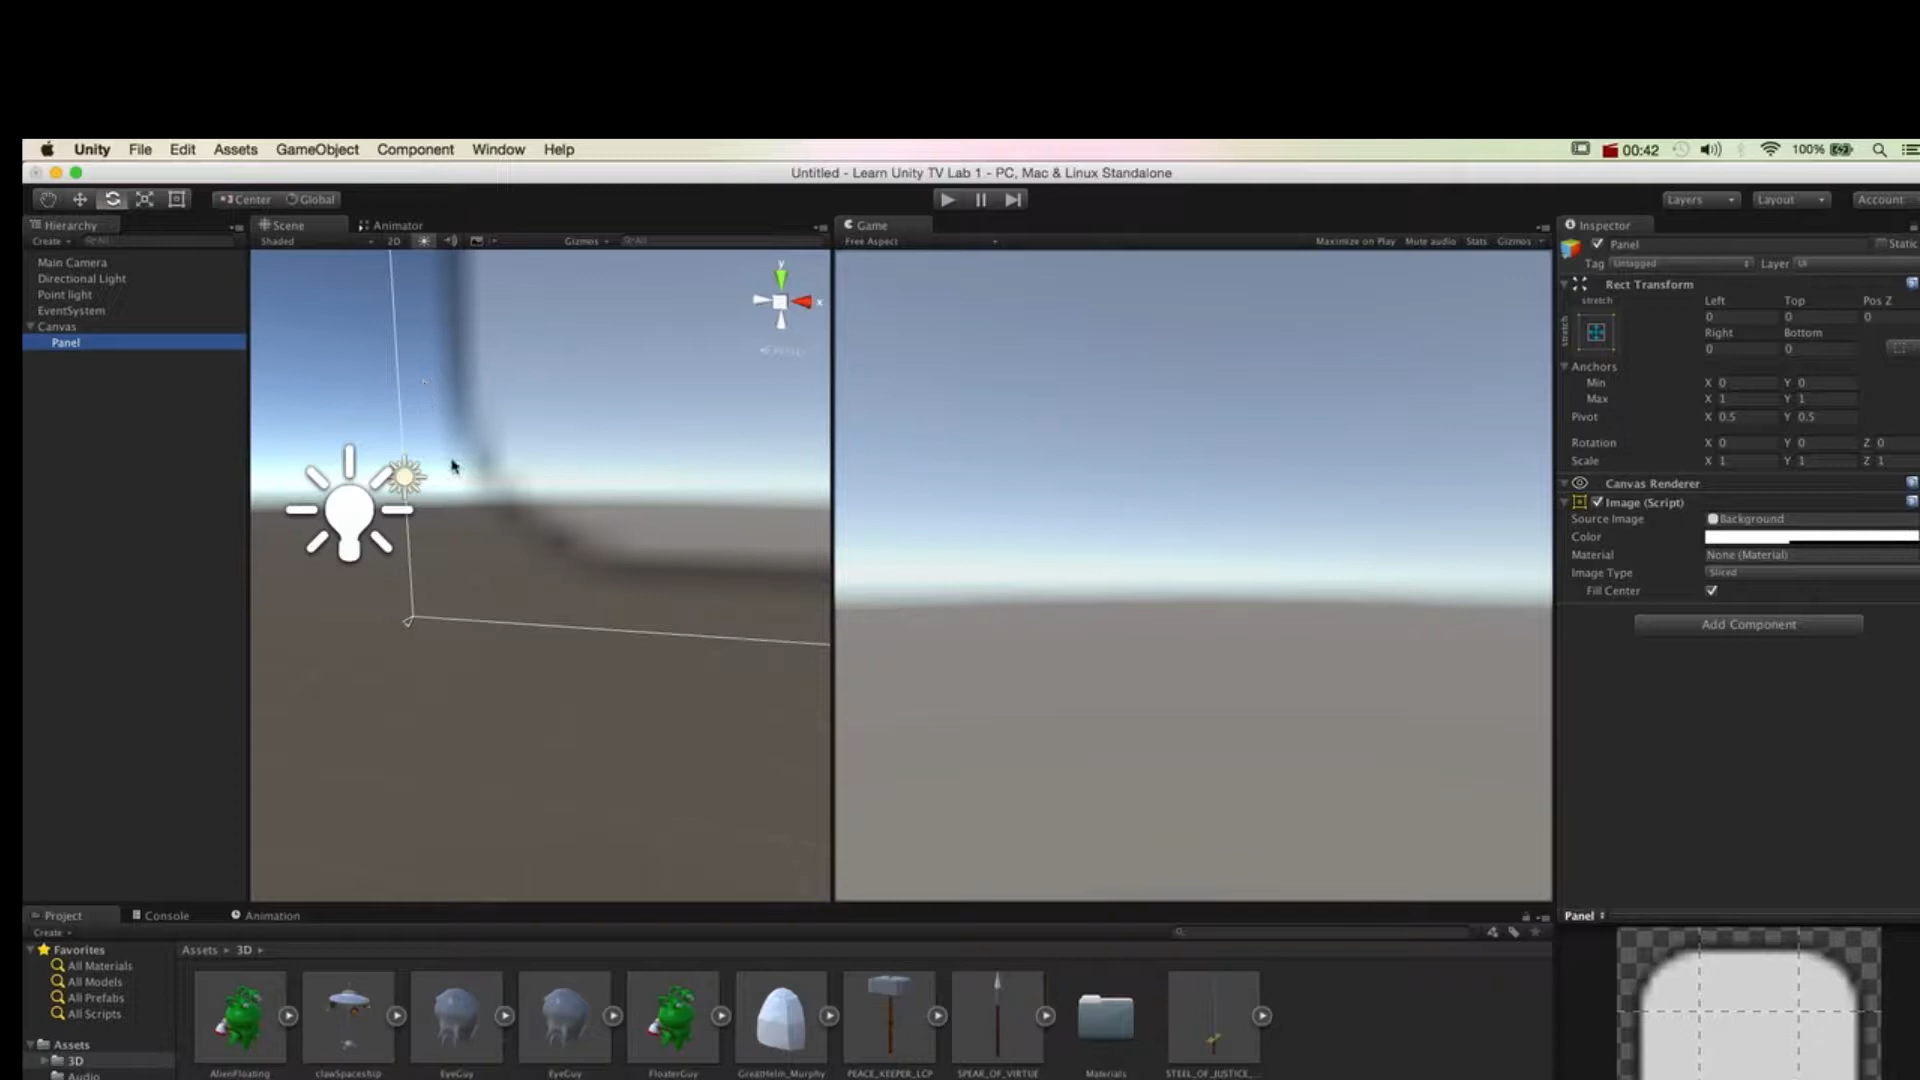 Unity File Edit Assets GameObject Component Window Help 00:42 100%
Untitled - Learn Unity TV Lab 1 - PC, Mac & Linux Standalone
Center Global Layers Layout Account
Hierarchy Scene Animator Game Inspector
Create Shaded 2D Gizmos Free Aspect Maximize on Play Mute audio Stats Gizmos
Panel Static
Tag Untagged Layer UI
Main Camera
Directional Light
Point light
EventSystem
Canvas
Panel
y
x
Rect Transform
stretch Left Top Pos Z
stretch 0 0 0
Right Bottom
0 0
Anchors
Min X 0 Y 0
Max X 1 Y 1
Pivot X 0.5 Y 0.5
Rotation X 0 Y 0 Z 0
Scale X 1 Y 1 Z 1
Canvas Renderer
Image (Script)
Source Image Background
Color
Material None (Material)
Image Type Sliced
Fill Center
Add Component
Project Console Animation
Panel
Create
Favorites
All Materials
All Models
All Prefabs
All Scripts
Assets
3D
Audio
Assets 3D
AlienFloating clawSpaceship EyeGuy EyeGuy FloaterGuy GreatHelm_Murphy PEACE_KEEPER_LCP SPEAR_OF_VIRTUE Materials STEEL_OF_JUSTICE_...